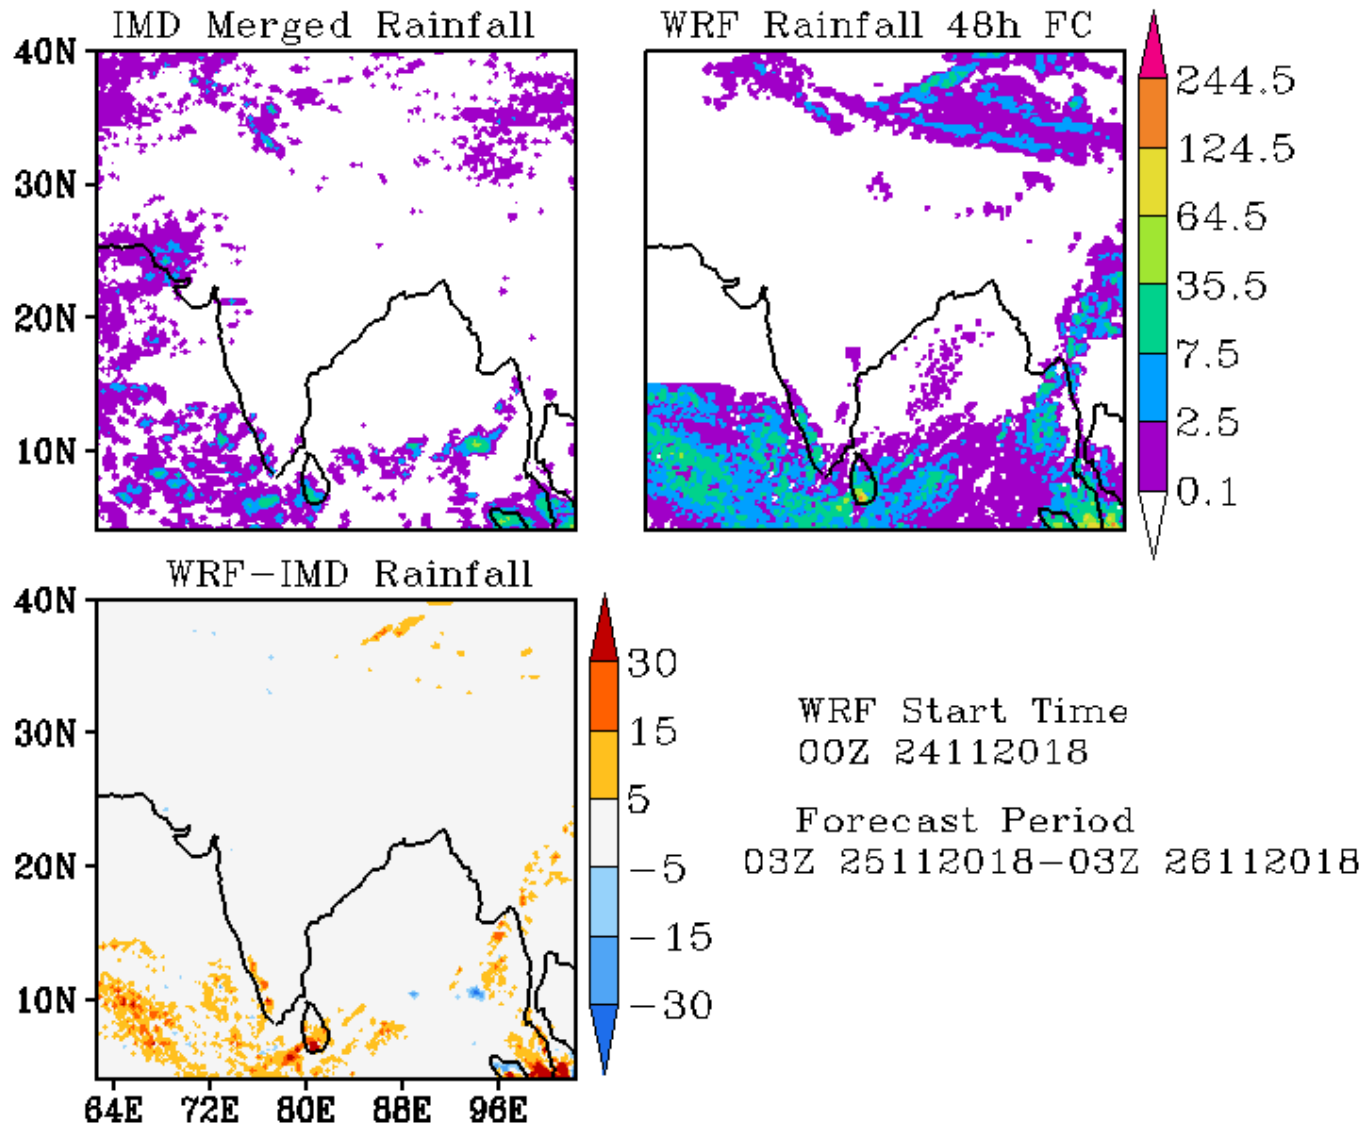 IMD Merged Rainfall
WRF Rainfall 48h FC
40N
30N
20N
10N
244.5
124.5
64.5
35.5
7.5
2.5
0.1
WRF-IMD Rainfall
40N
30N
20N
10N
64E 72E 80E 88E 96E
30
15
5
-5
-15
-30
WRF Start Time
00Z 24112018
Forecast Period
03Z 25112018-03Z 26112018